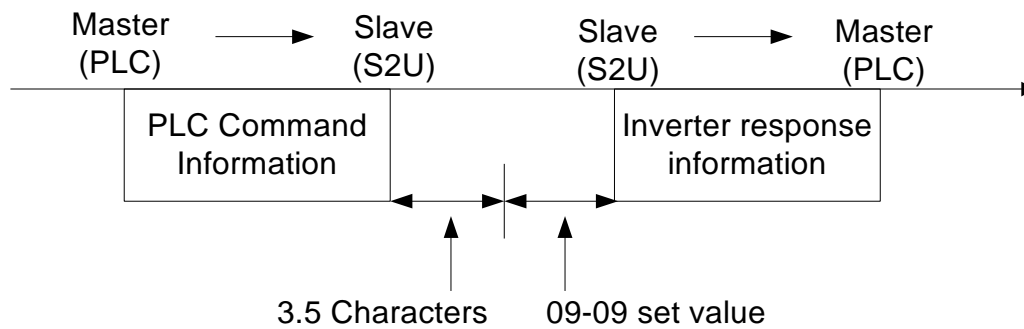 Master
(PLC)
Slave
(S2U)
Slave
(S2U)
Master
(PLC)
PLC Command
Information
Inverter response
information
3.5 Characters
09-09 set value